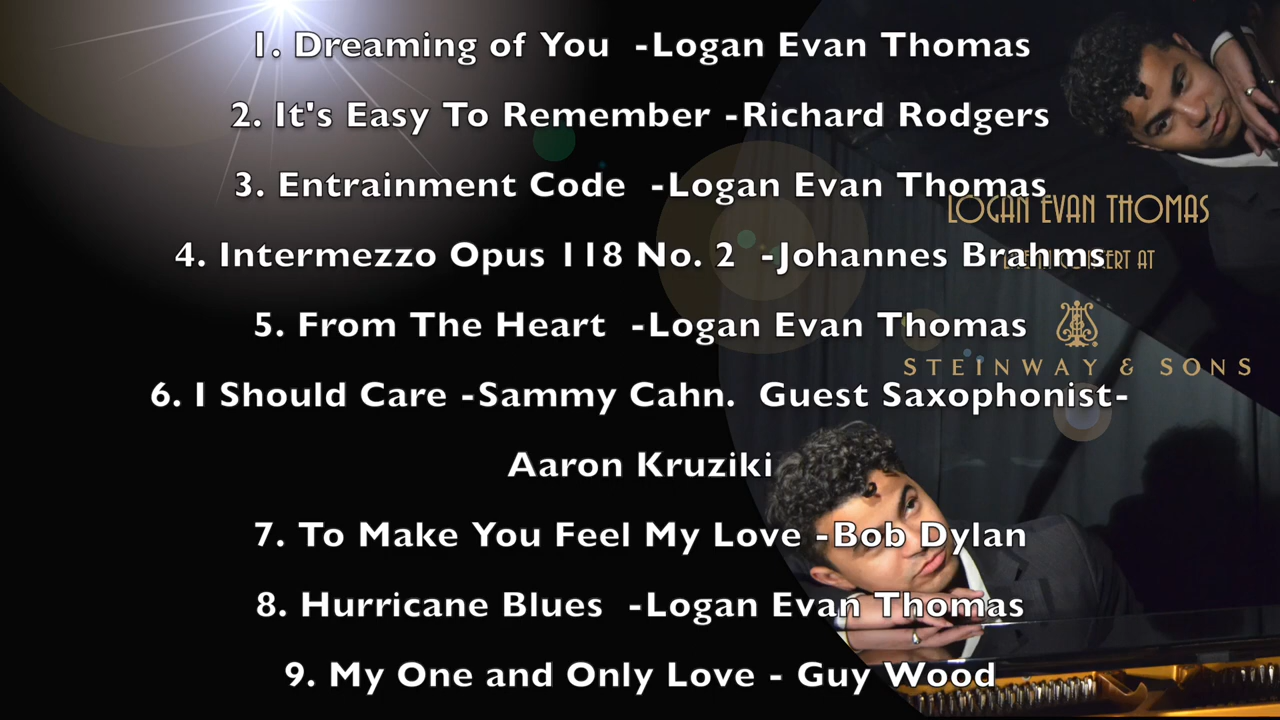 1. Dreaming of You -Logan Evan Thomas
2. It's Easy To Remember -Richard Rodgers
3. Entrainment Code -Logan Evan Thomas
LOGAN EVAN THOMAS
4. Intermezzo Opus 118 No. 2 -Johannes Brahms
AT
5. From The Heart -Logan Evan Thomas
STEINWAY & SONS
6. I Should Care -Sammy Cahn. Guest Saxophonist-
Aaron Kruziki
7. To Make You Feel My Love -Bob Dylan
8. Hurricane Blues -Logan Evan Thomas
9. My One and Only Love - Guy Wood